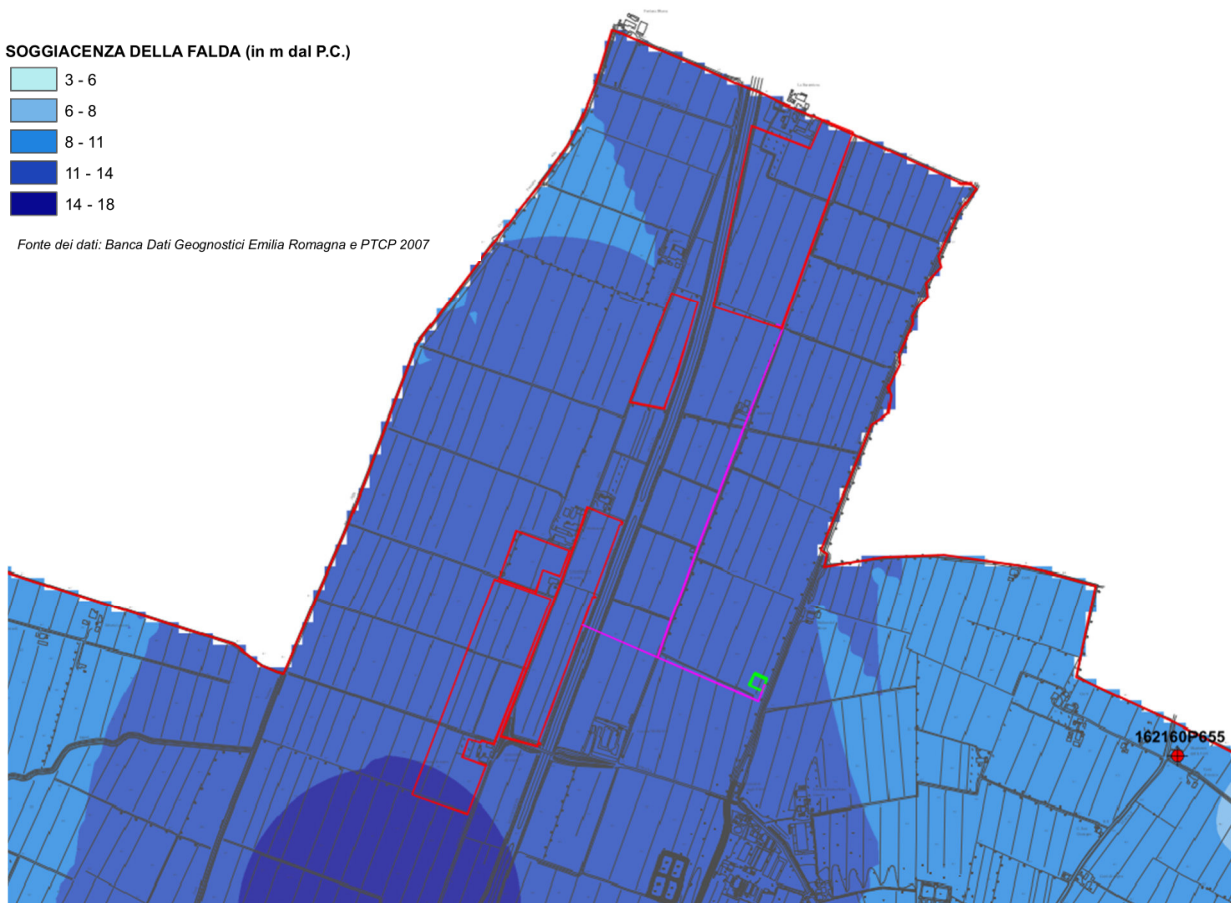 SOGGIACENZA DELLA FALDA (in m dal P.C.)
3 - 6
6 - 8
8 - 11
11 - 14
14 - 18
Fonte dei dati: Banca Dati Geognostici Emilia Romagna e PTCP 2007
162160P655